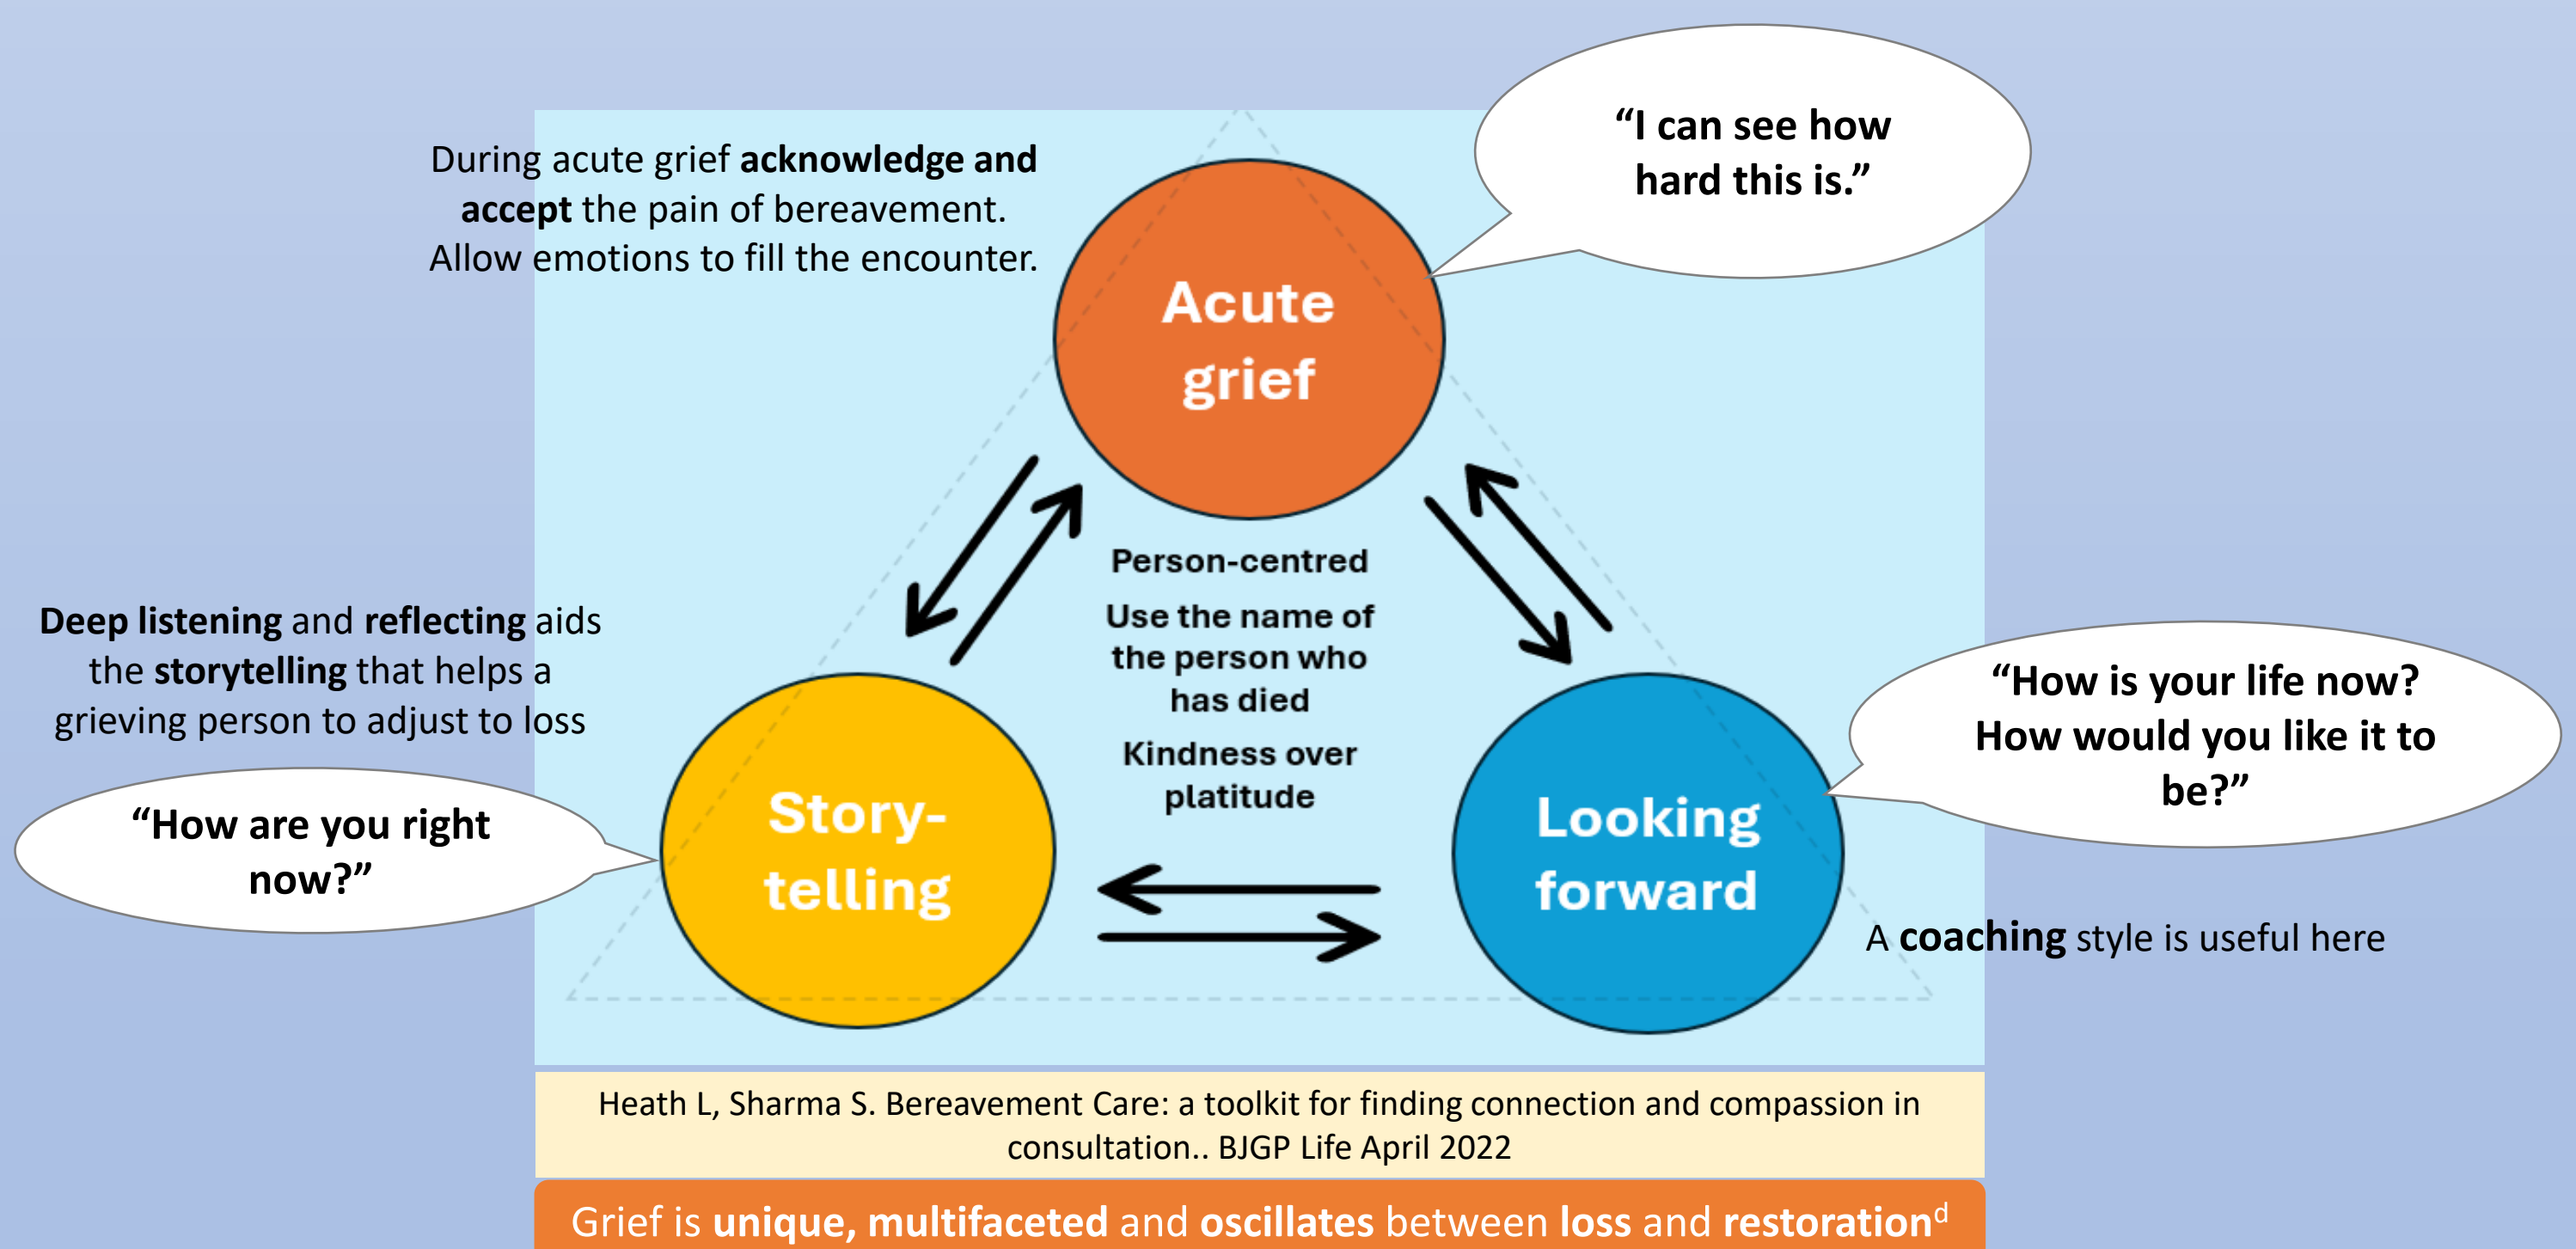 During acute grief acknowledge and
accept the pain of bereavement.
Allow emotions to fill the encounter.
“I can see how
hard this is.”
Acute
grief
Person-centred
Use the name of
the person who
has died
Kindness over
platitude
Deep listening and reflecting aids
the storytelling that helps a
grieving person to adjust to loss
“How are you right
now?”
Story-
telling
Looking
forward
“How is your life now?
How would you like it to
be?”
A coaching style is useful here
Heath L, Sharma S. Bereavement Care: a toolkit for finding connection and compassion in
consultation.. BJGP Life April 2022
Grief is unique, multifaceted and oscillates between loss and restorationᵈ